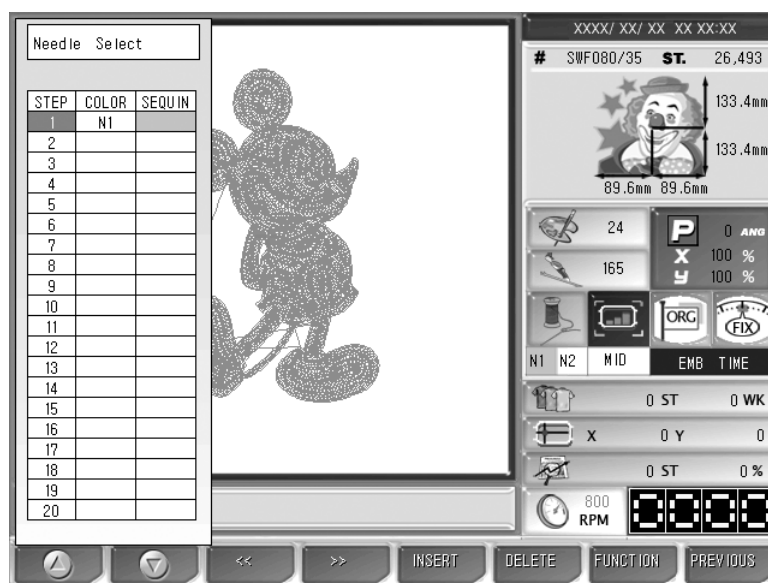 Needle Select
STEP COLOR SEQUIN
1 N1
2
3
4
5
6
7
8
9
10
11
12
13
14
15
16
17
18
19
20
XXXX/ XX/ XX XX XX:XX
# SWF080/35 ST. 26,493
133.4mm
133.4mm
89.6mm 89.6mm
24
165
P 0 ANG
X 100 %
y 100 %
ORG
FIX
N1 N2 MID EMB TIME
0 ST 0 WK
X 0 Y 0
0 ST 0 %
800
RPM
0000
<< >> INSERT DELETE FUNCTION PREVIOUS